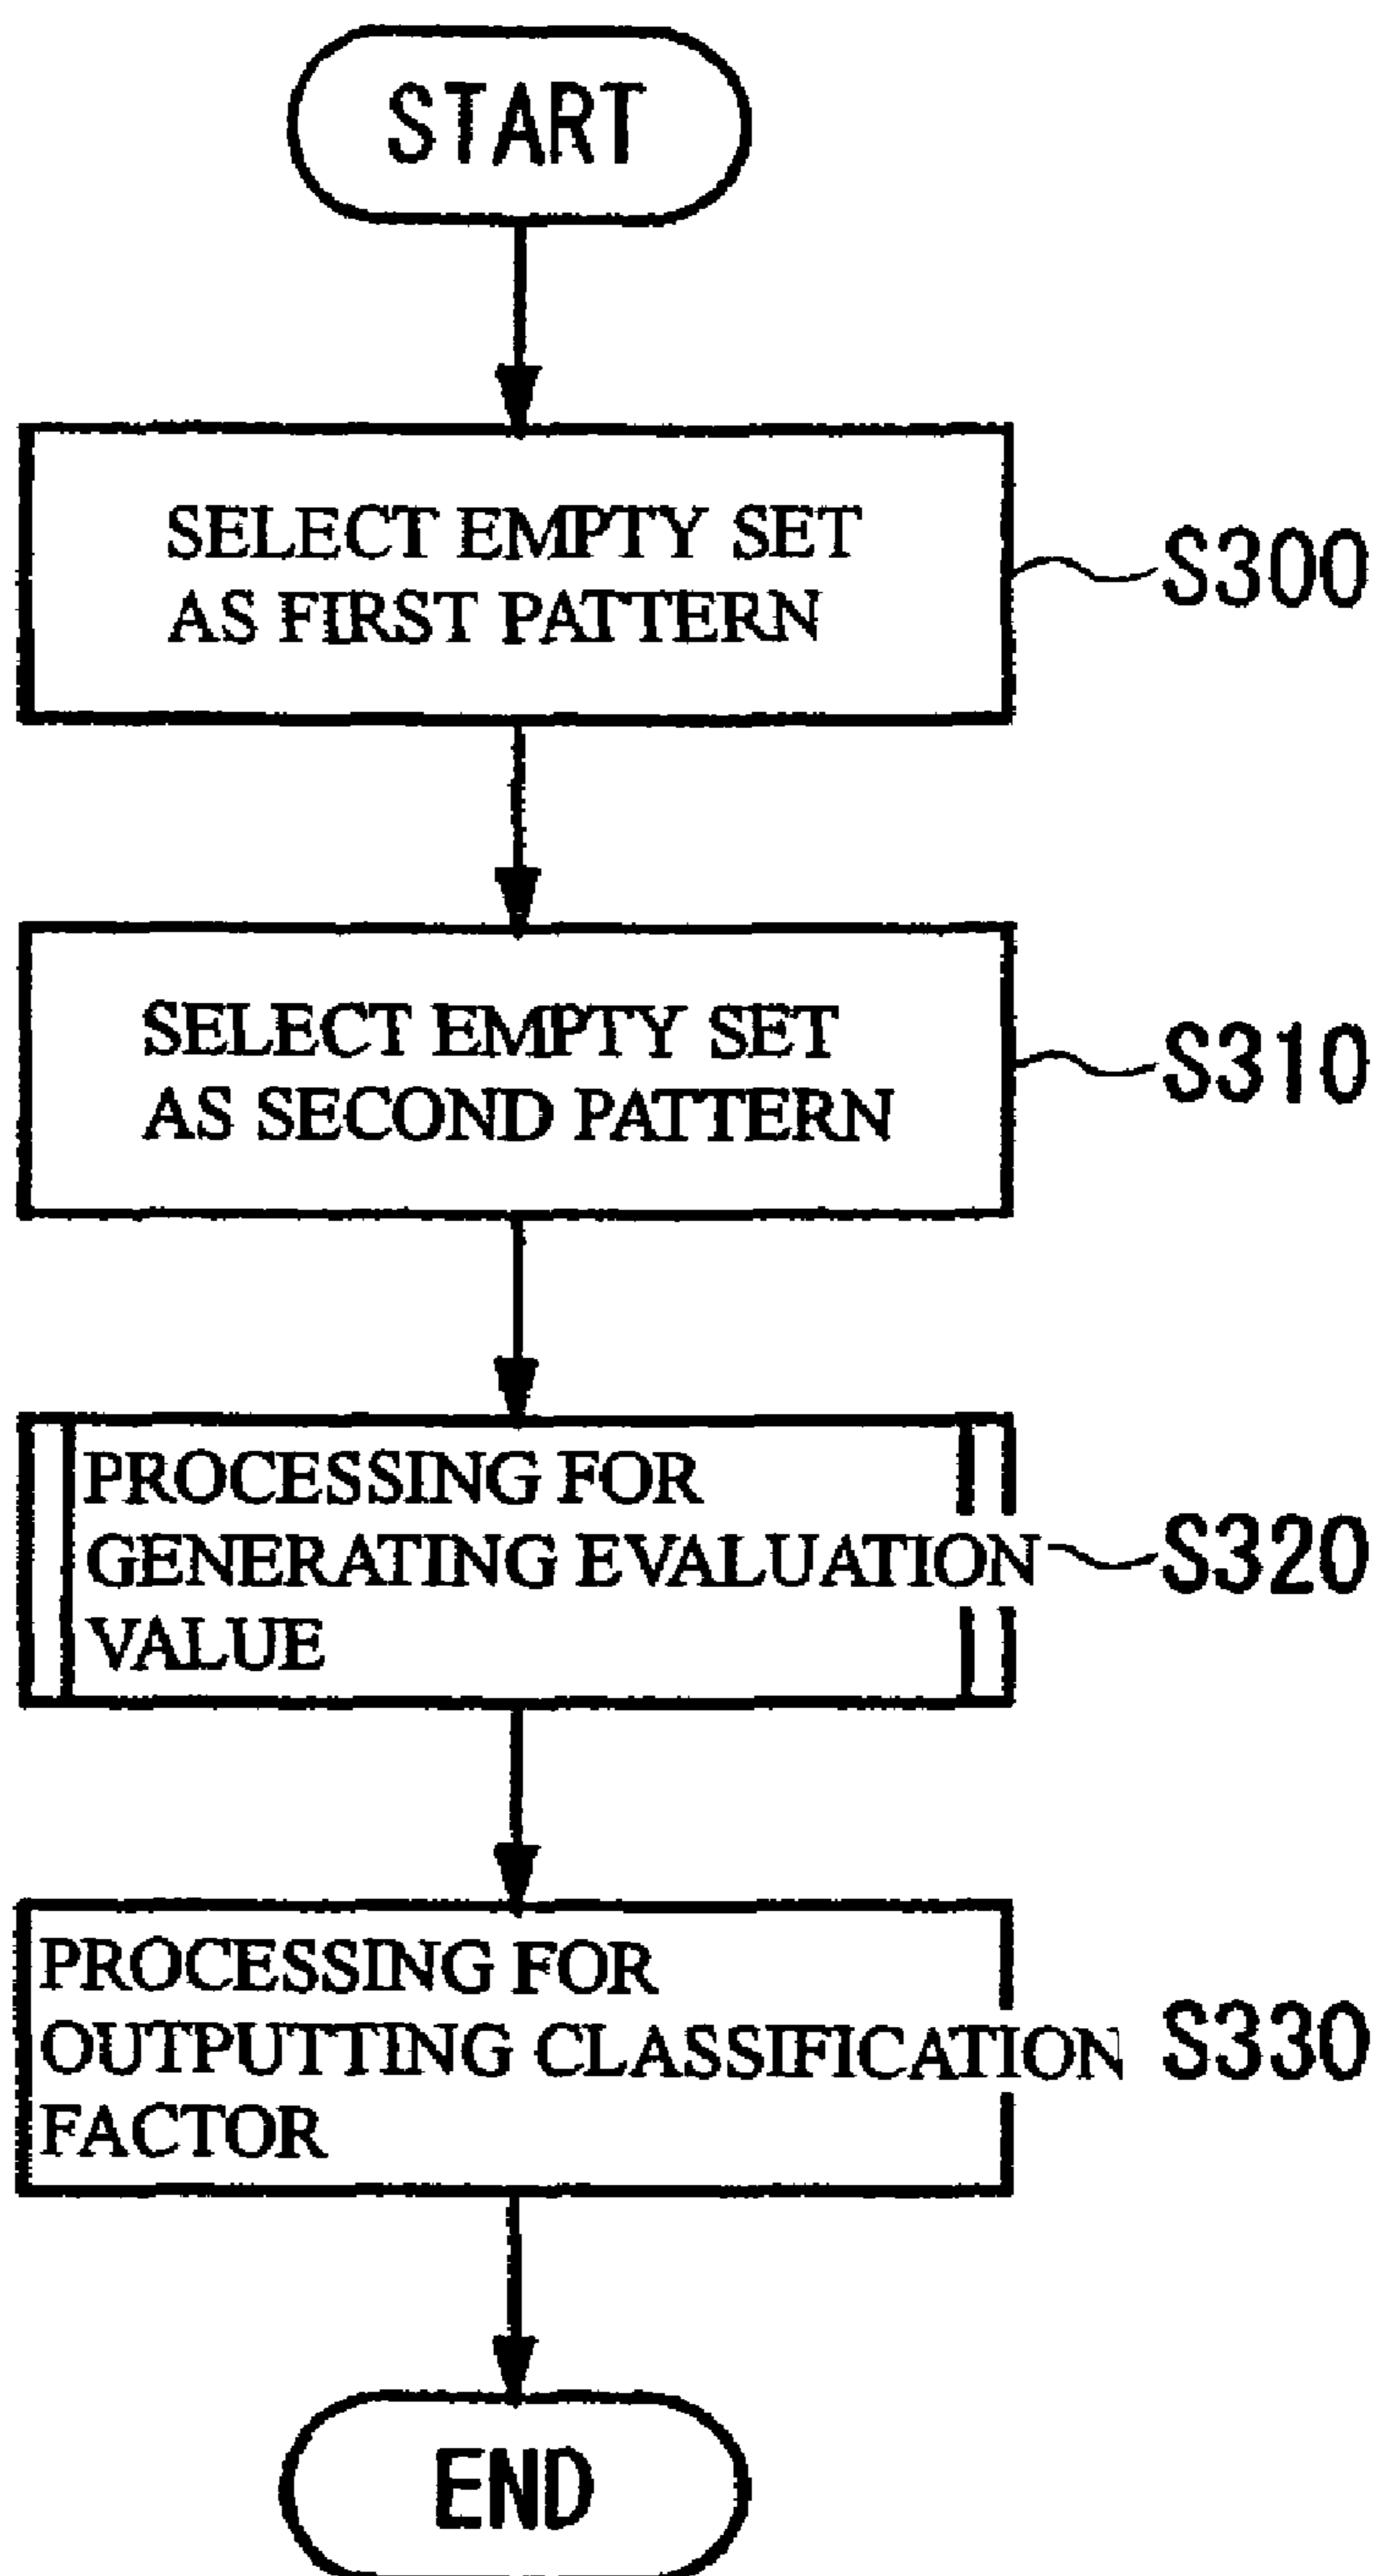 START
SELECT EMPTY SET
AS FIRST PATTERN
S300
SELECT EMPTY SET
AS SECOND PATTERN
S310
PROCESSING FOR
GENERATING EVALUATION
VALUE
S320
PROCESSING FOR
OUTPUTTING CLASSIFICATION
FACTOR
S330
END